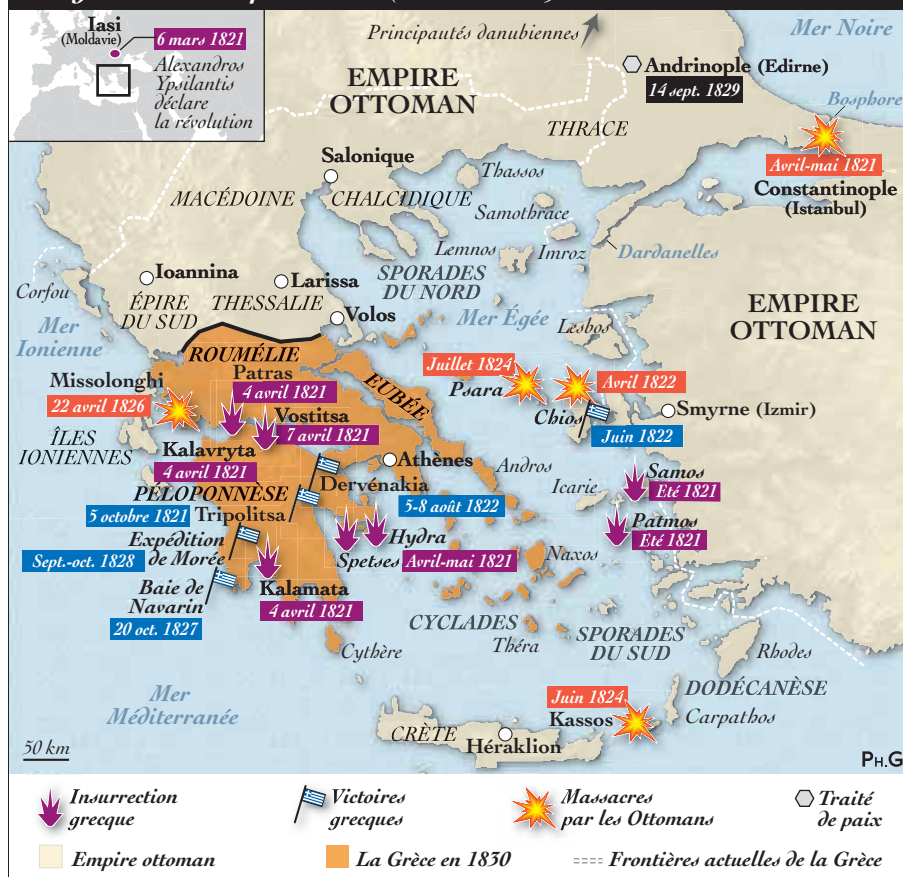 Iasi
(Moldavie)
6 mars 1821
Alexandros
Ypsilantis
déclare
la révolution
Principautés danubiennes
Mer Noire
EMPIRE
OTTOMAN
Andrinople (Edirne)
14 sept. 1829
Bosphore
THRACE
Avril-mai 1821
Constantinople
(Istanbul)
Salonique
MACÉDOINE
CHALCIDIQUE
Thassos
Samothrace
Lemnos
Imroz
Dardanelles
Ioannina
Larissa
SPORADES
DU NORD
Corfou
ÉPIRE
DU SUD
THESSALIE
Volos
Mer
Ionienne
Mer Égée
Lesbos
EMPIRE
OTTOMAN
ROUMÉLIE
Patras
4 avril 1821
EUBÉE
Juillet 1824
Psara
Avril 1822
Chios
Juin 1822
Smyrne (Izmir)
Missolonghi
22 avril 1826
Vostitsa
7 avril 1821
ÎLES
IONIENNES
Kalavryta
4 avril 1821
Athènes
Andros
Icarie
Samos
Eté 1821
PÉLOPONNÈSE
Dervénakia
5-8 août 1822
5 octobre 1821
Tripolitsa
Patmos
Eté 1821
Expédition
de Morée
Sept.-oct. 1828
Hydra
Spetses
Avril-mai 1821
Naxos
Baie de
Navarin
20 oct. 1827
Kalamata
4 avril 1821
CYCLADES
Théra
SPORADES
DU SUD
Cythère
Rhodes
Mer
Méditerranée
Juin 1824
Kassos
DODÉCANÈSE
Carpathos
CRÈTE
Héraklion
50 km
PH.G
Insurrection
grecque
Victoires
grecques
Massacres
par les Ottomans
Traité
de paix
Empire ottoman
La Grèce en 1830
Frontières actuelles de la Grèce